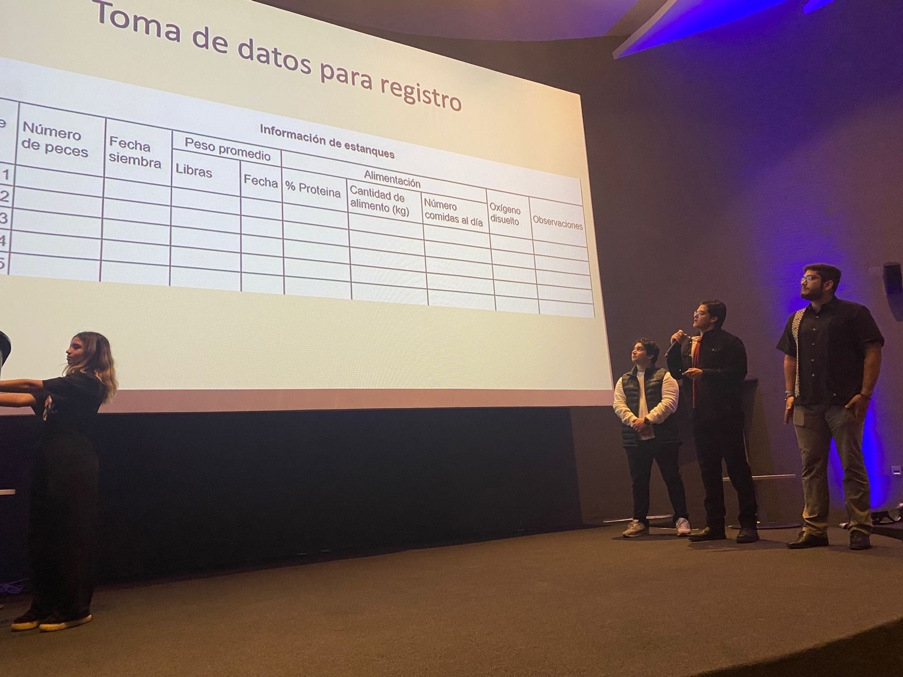 Toma de datos para registro
Información de estanques
Número
de peces
Fecha
siembra
Peso promedio
Libras
Fecha
Alimentación
% Proteina
Cantidad de
alimento (kg)
Número
comidas al día
Oxígeno
disuelto
Observaciones
1
2
3
4
5